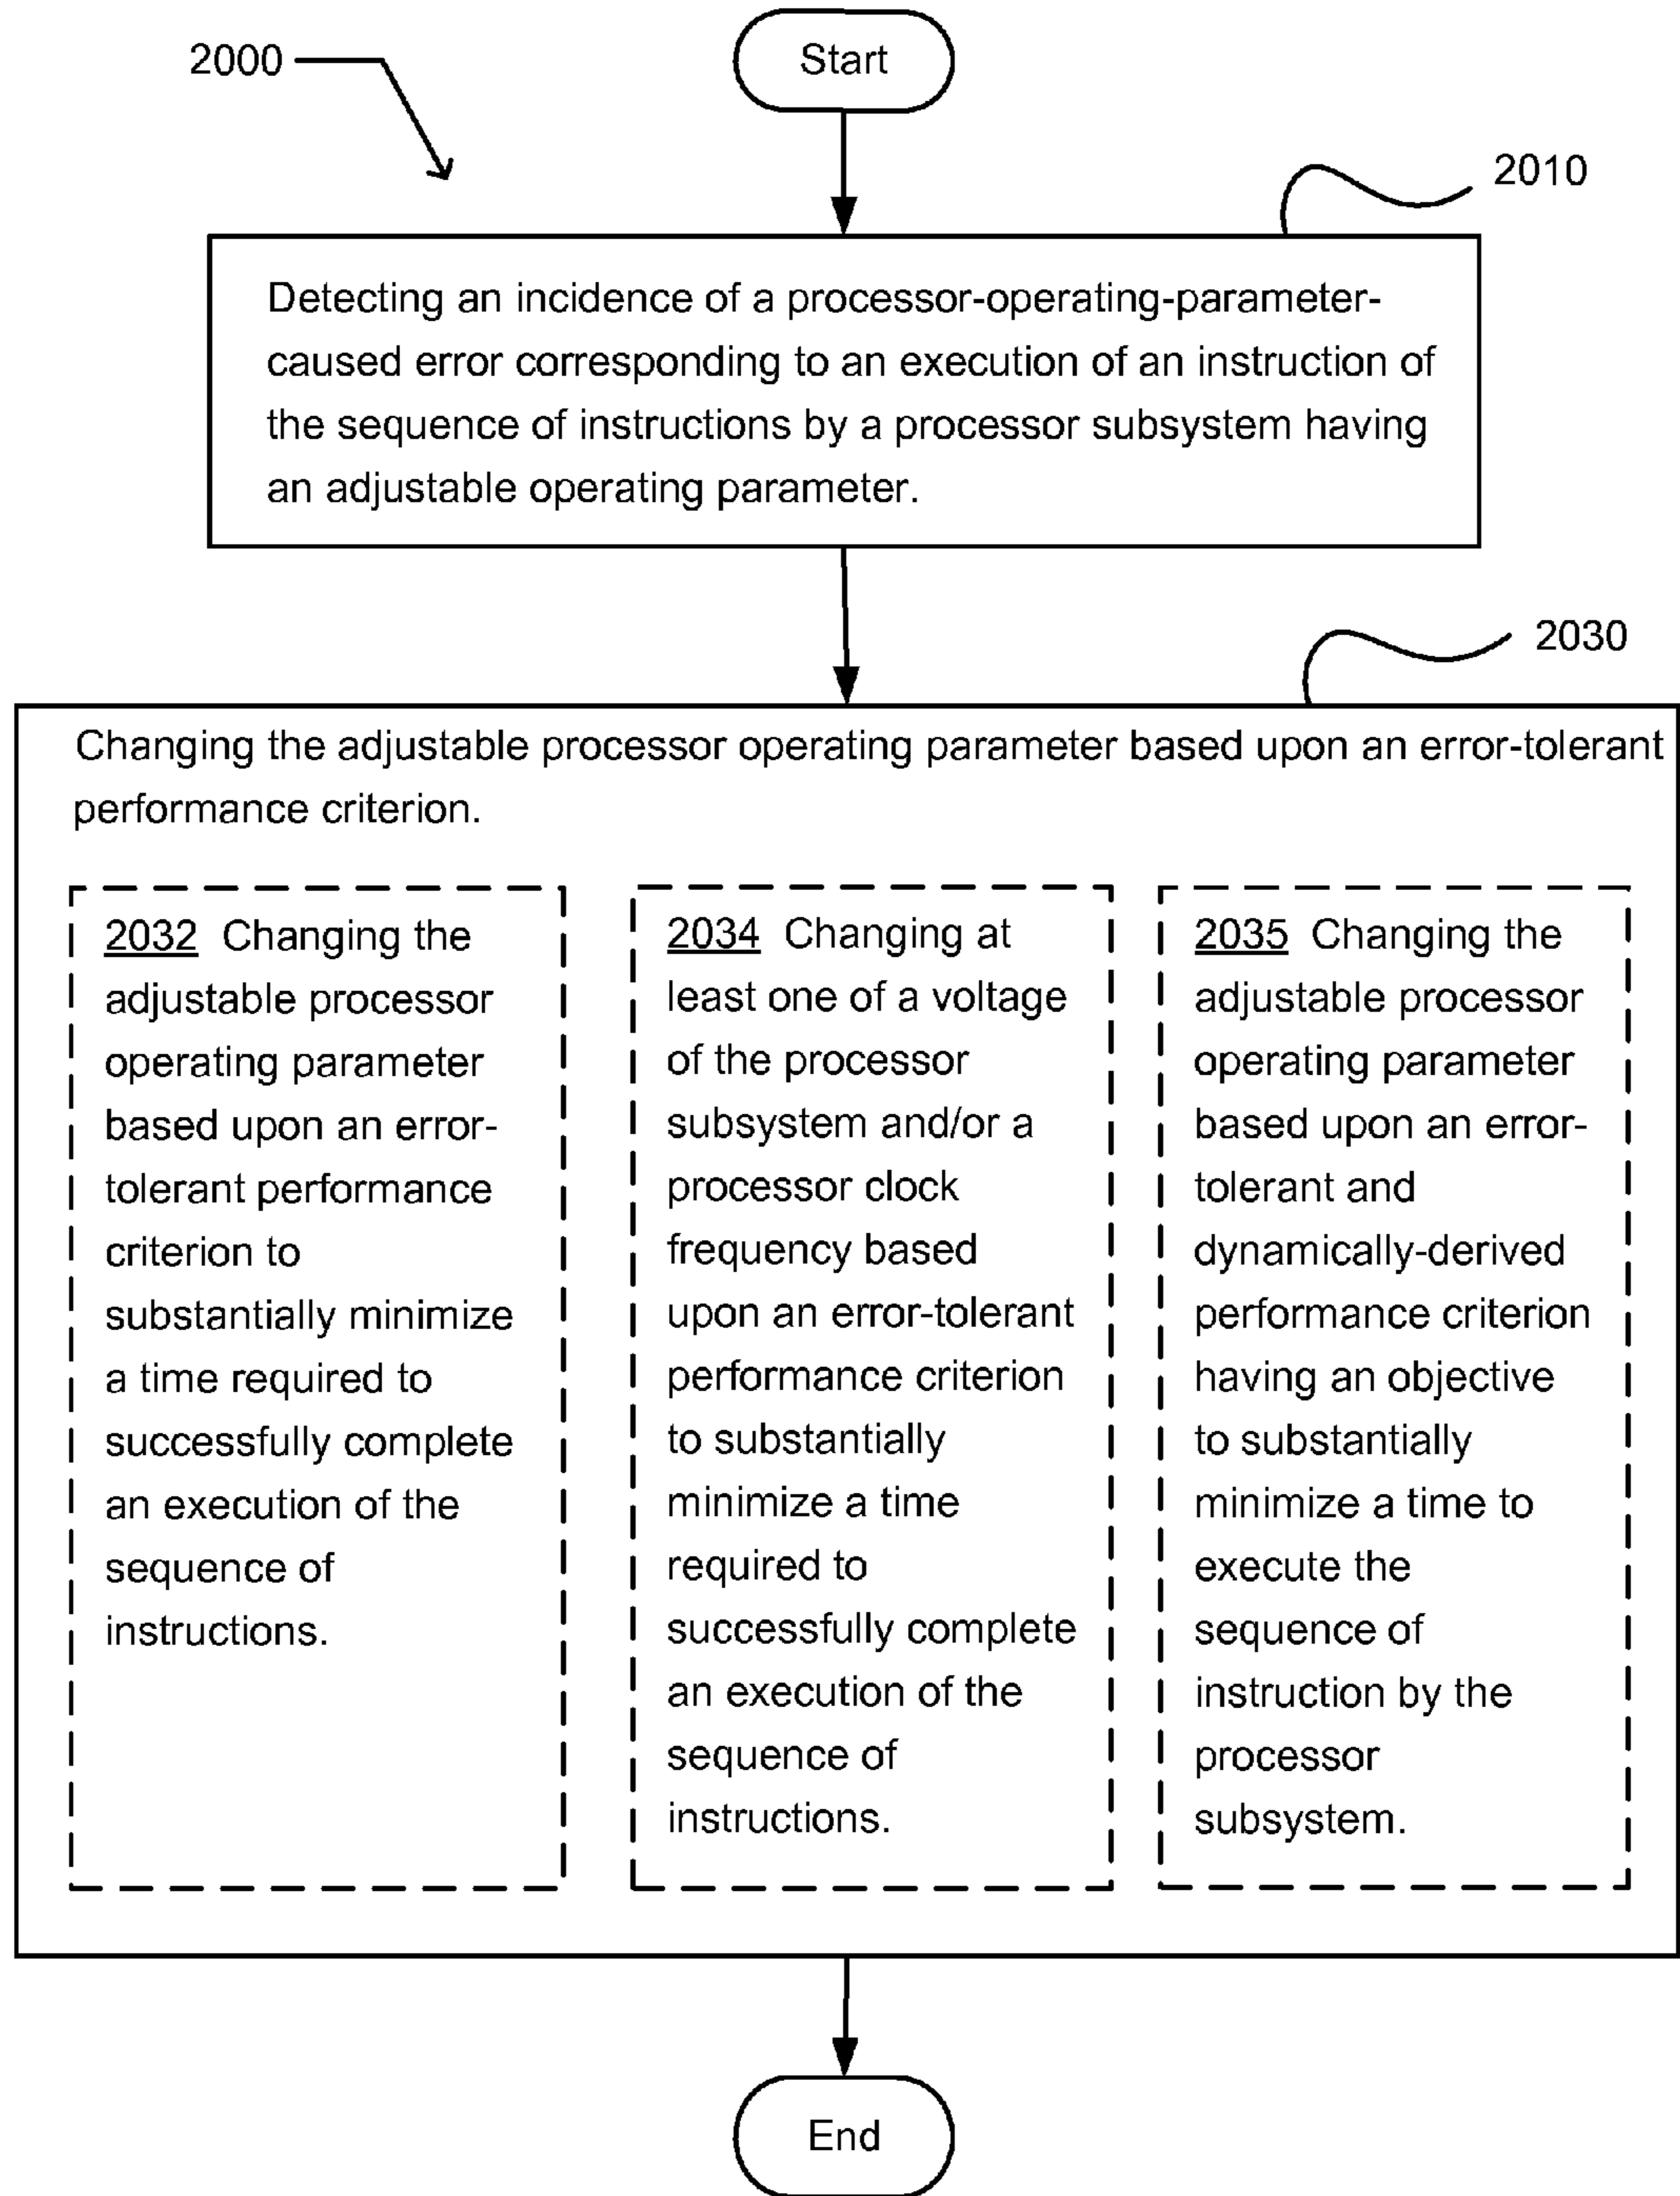 2000
Start
2010
Detecting an incidence of a processor-operating-parameter-
caused error corresponding to an execution of an instruction of
the sequence of instructions by a processor subsystem having
an adjustable operating parameter.
2030
Changing the adjustable processor operating parameter based upon an error-tolerant
performance criterion.
2032 Changing the
adjustable processor
operating parameter
based upon an error-
tolerant performance
criterion to
substantially minimize
a time required to
successfully complete
an execution of the
sequence of
instructions.
2034 Changing at
least one of a voltage
of the processor
subsystem and/or a
processor clock
frequency based
upon an error-tolerant
performance criterion
to substantially
minimize a time
required to
successfully complete
an execution of the
sequence of
instructions.
2035 Changing the
adjustable processor
operating parameter
based upon an error-
tolerant and
dynamically-derived
performance criterion
having an objective
to substantially
minimize a time to
execute the
sequence of
instruction by the
processor
subsystem.
End